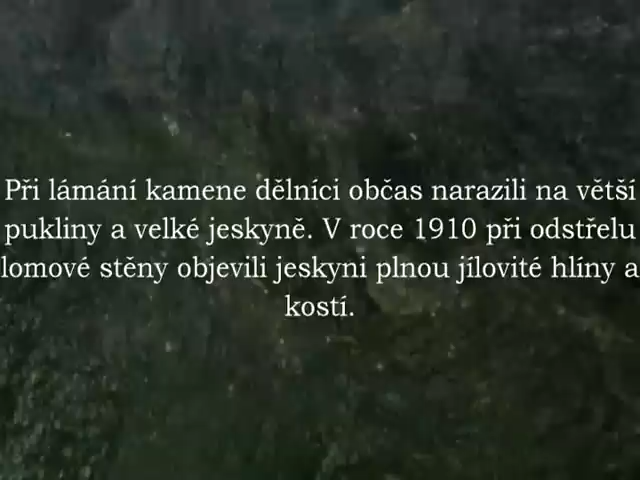 Při lámání kamene dělníci občas narazili na větší
pukliny a velké jeskyně. V roce 1910 při odstřelu
lomové stěny objevili jeskyni plnou jílovité hlíny a
kostí.